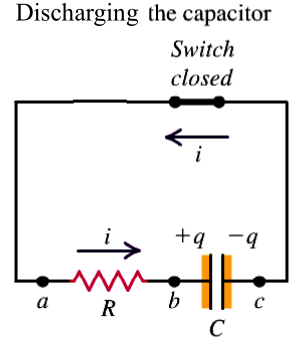 Discharging the capacitor
Switch
closed
i
i
+q −q
a
R
b
c
C